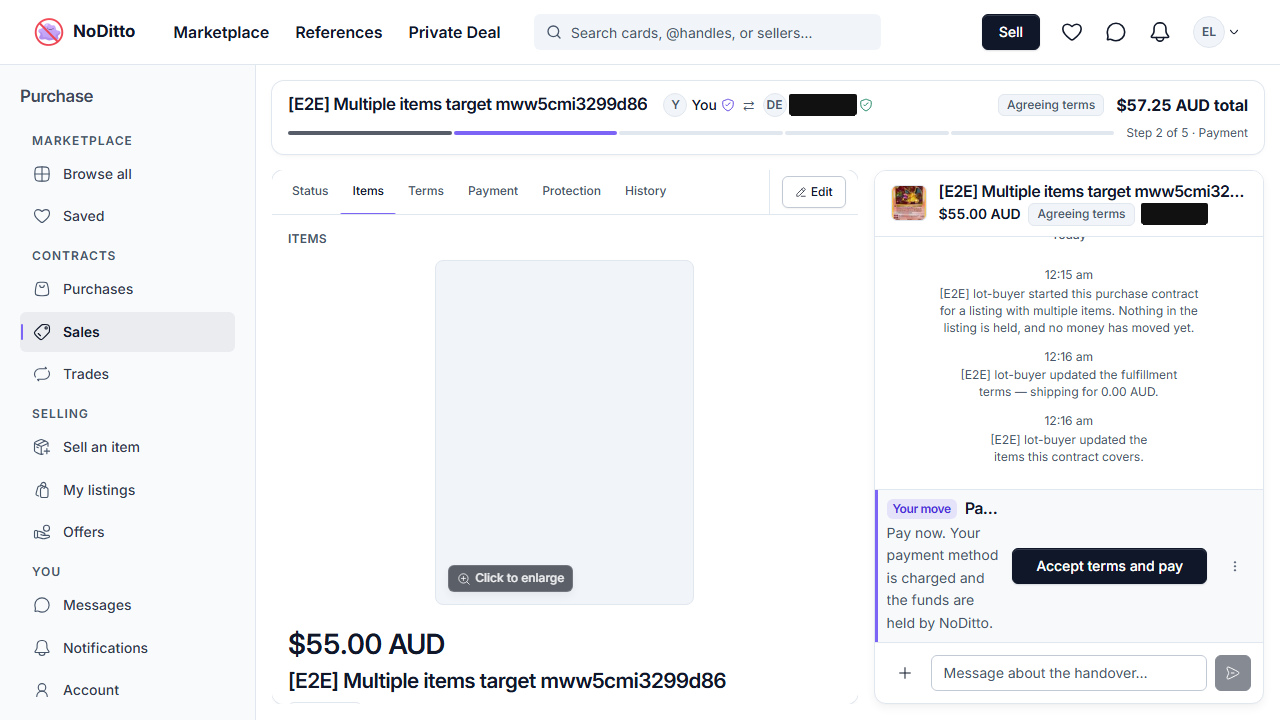 NoDitto
Marketplace
References
Private Deal
Search cards, @handles, or sellers...
Sell
EL
Purchase
MARKETPLACE
Browse all
Saved
CONTRACTS
Purchases
Sales
Trades
SELLING
Sell an item
My listings
Offers
YOU
Messages
Notifications
Account
[E2E] Multiple items target mww5cmi3299d86
Y You
DE
Agreeing terms
$57.25 AUD total
Step 2 of 5 · Payment
Status
Items
Terms
Payment
Protection
History
Edit
ITEMS
Click to enlarge
$55.00 AUD
[E2E] Multiple items target mww5cmi3299d86
[E2E] Multiple items target mww5cmi32...
$55.00 AUD
Agreeing terms
Today
12:15 am
[E2E] lot-buyer started this purchase contract
for a listing with multiple items. Nothing in the
listing is held, and no money has moved yet.
12:16 am
[E2E] lot-buyer updated the fulfillment
terms — shipping for 0.00 AUD.
12:16 am
[E2E] lot-buyer updated the
items this contract covers.
Your move
Pa...
Pay now. Your
payment method
is charged and
the funds are
held by NoDitto.
Accept terms and pay
Message about the handover...